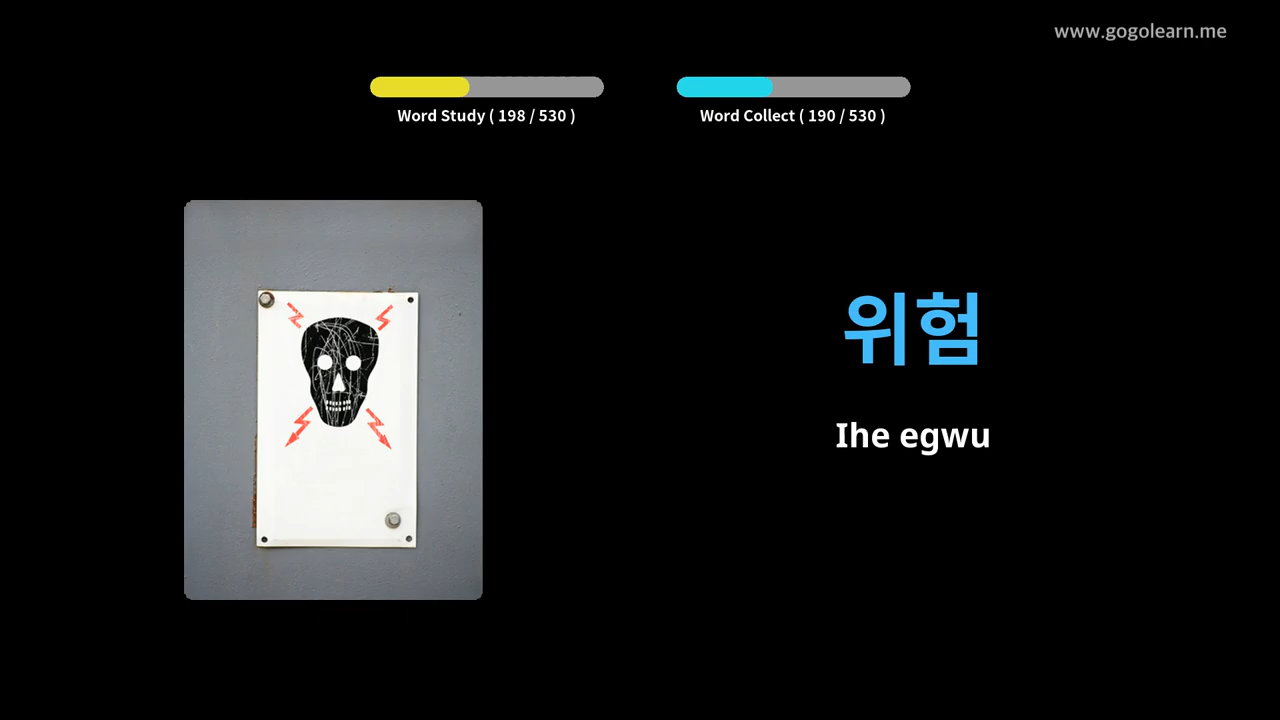 www.gogolearn.me
Word Study ( 198 / 530 )
Word Collect ( 190 / 530 )
위험
Ihe egwu